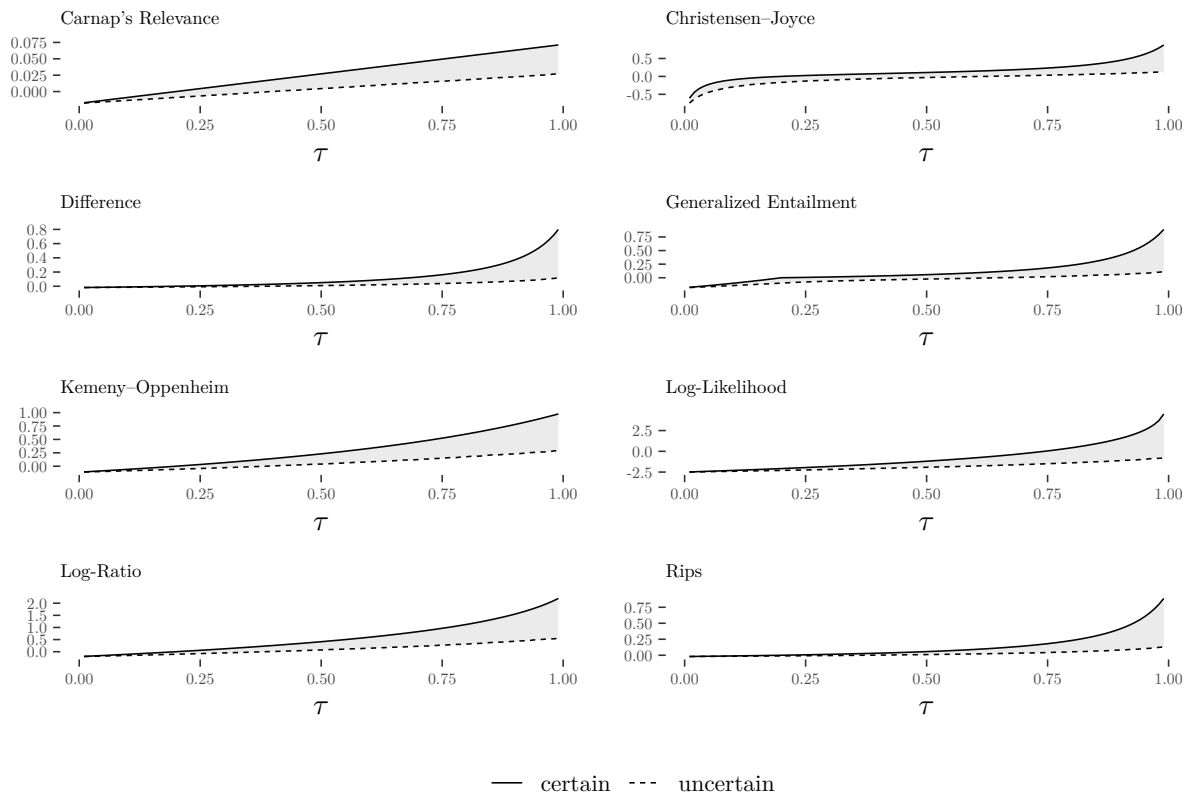 Carnap's Relevance
0.075
0.050
0.025
0.000
0.00 0.25 0.50 0.75 1.00
τ
Christensen–Joyce
0.5
0.0
-0.5
0.00 0.25 0.50 0.75 1.00
τ
Difference
0.8
0.6
0.4
0.2
0.0
0.00 0.25 0.50 0.75 1.00
τ
Generalized Entailment
0.75
0.50
0.25
0.00
0.00 0.25 0.50 0.75 1.00
τ
Kemeny–Oppenheim
1.00
0.75
0.50
0.25
0.00
0.00 0.25 0.50 0.75 1.00
τ
Log-Likelihood
2.5
0.0
-2.5
0.00 0.25 0.50 0.75 1.00
τ
Log-Ratio
2.0
1.5
1.0
0.5
0.0
0.00 0.25 0.50 0.75 1.00
τ
Rips
0.75
0.50
0.25
0.00
0.00 0.25 0.50 0.75 1.00
τ
certain uncertain